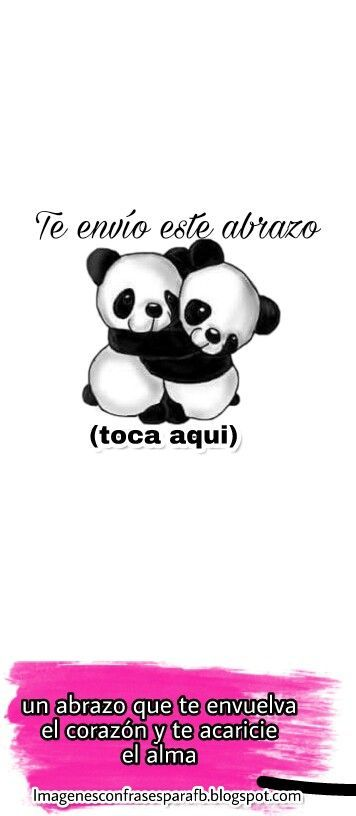 Te envío este abrazo
(toca aqui)
un abrazo que te envuelva
el corazón y te acaricie
el alma
Imagenesconfrasesparafb.blogspot.com